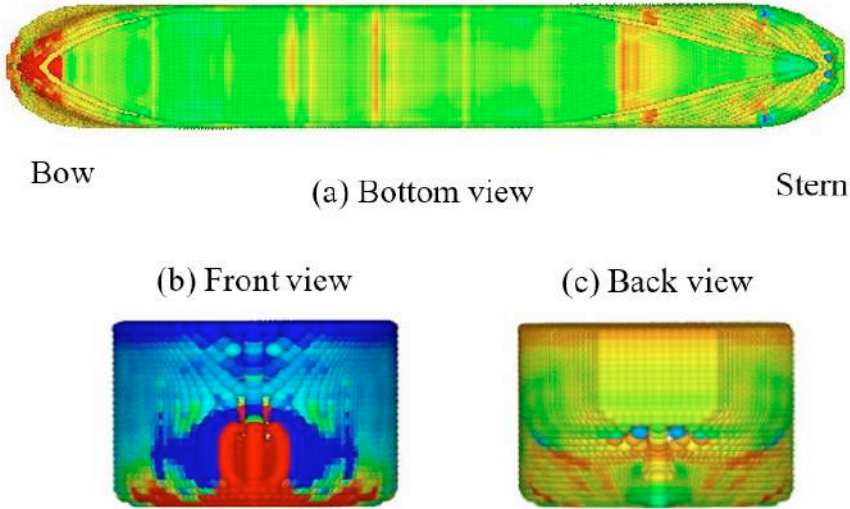 Bow
(a) Bottom view
Stern
(b) Front view
(c) Back view